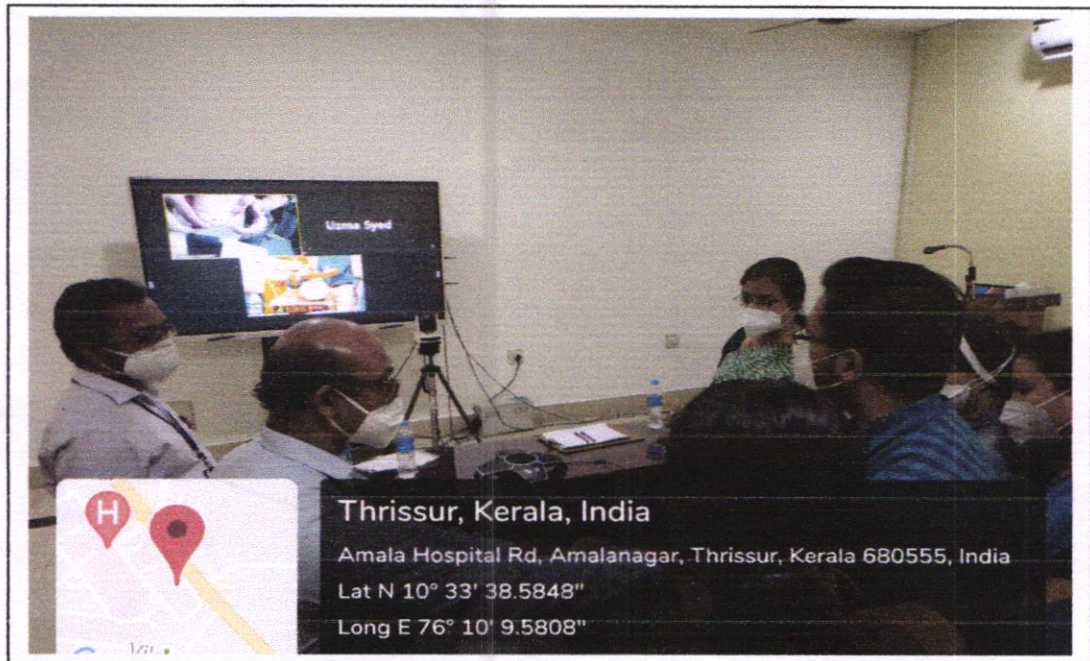 Uzma Syed
H
Thrissur, Kerala, India
Amala Hospital Rd, Amalanagar, Thrissur, Kerala 680555, India
Lat N 10° 33' 38.5848"
Long E 76° 10' 9.5808"